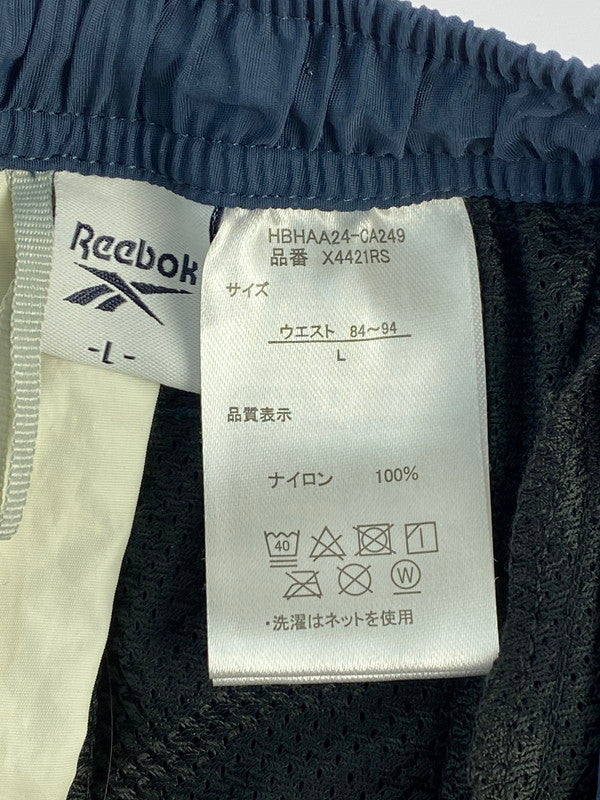 Reebok
-L-
HBHAA24-CA249
品番 X4421RS
サイズ
ウエスト 84〜94
L
品質表示
ナイロン 100%
40
W
・洗濯はネットを使用